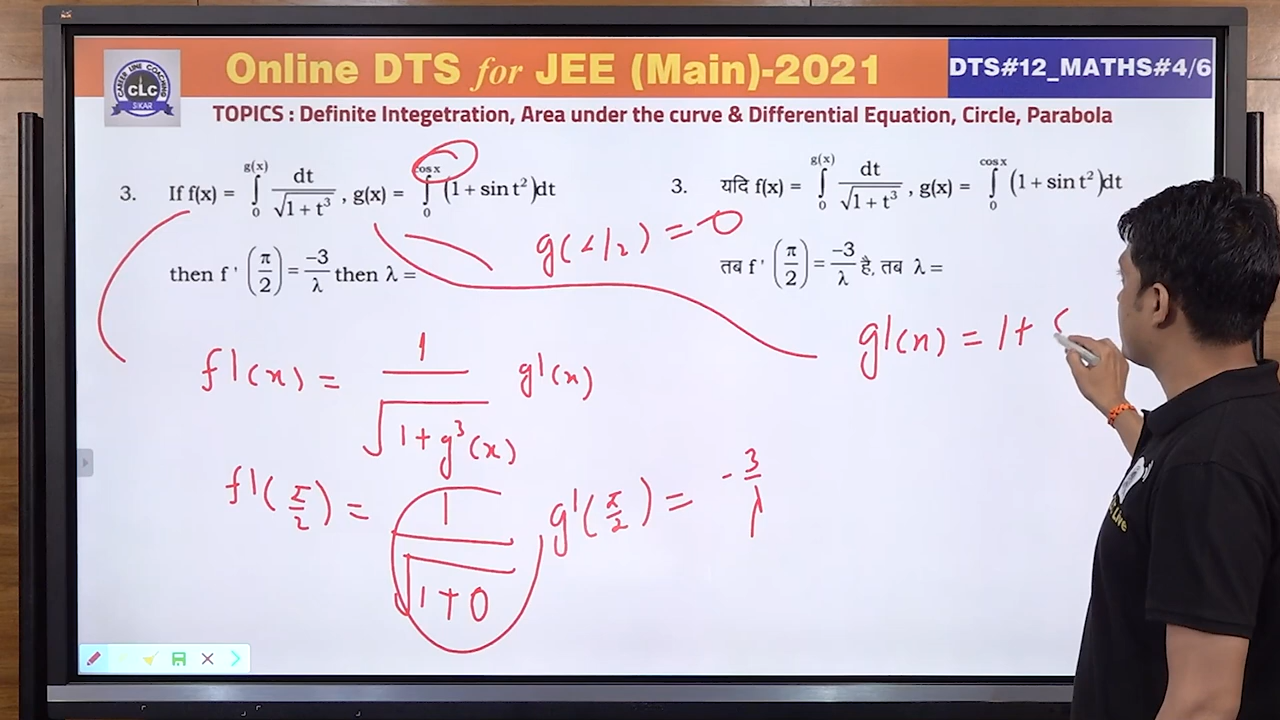 Online DTS for JEE (Main)-2021
DTS#12_MATHS#4/6
CAREER LINE COACHING
CLC
SIKAR
TOPICS : Definite Integetration, Area under the curve & Differential Equation, Circle, Parabola
3. If f(x) = ∫₀^{g(x)} dt/√(1+t³) , g(x) = ∫₀^{cosx} (1 + sin t²)dt
then f ' (π/2) = -3/λ then λ =
3. यदि f(x) = ∫₀^{g(x)} dt/√(1+t³) , g(x) = ∫₀^{cosx} (1 + sin t²)dt
तब f ' (π/2) = -3/λ है, तब λ =
g(π/2) = 0
f'(x) = 1/√(1+g³(x)) g'(x)
f'(π/2) = 1/√(1+0) g'(π/2) = -3/λ
g'(x) = 1+
Live